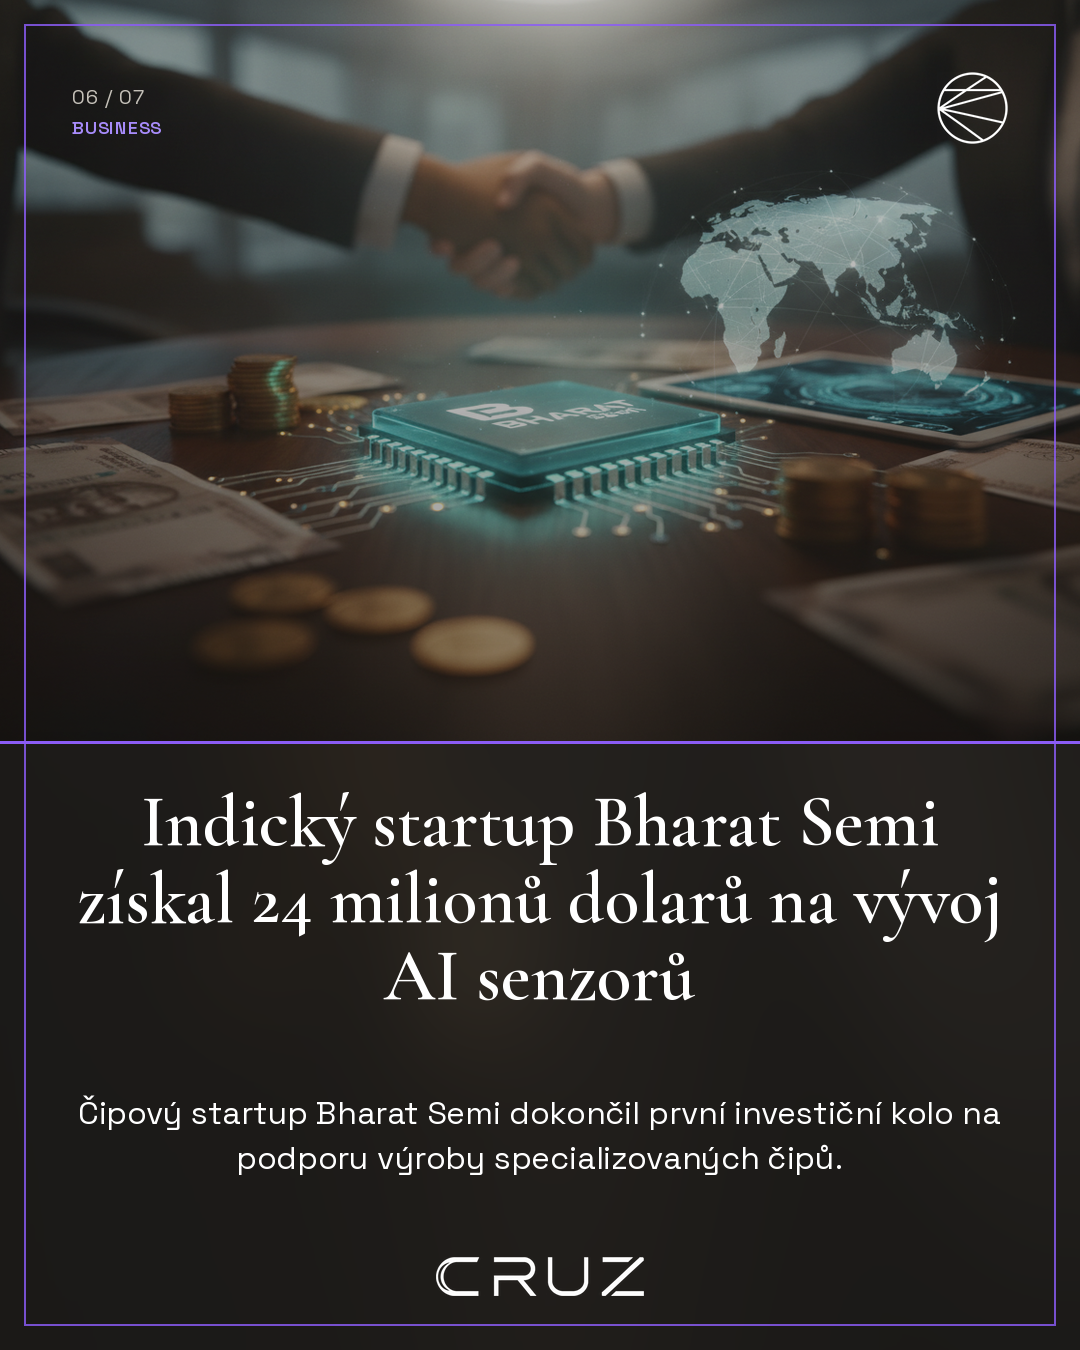 06 / 07
BUSINESS
B
BHARAT
SEMI
Indický startup Bharat Semi
získal 24 milionů dolarů na vývoj
AI senzorů
Čipový startup Bharat Semi dokončil první investiční kolo na
podporu výroby specializovaných čipů.
CRUZ